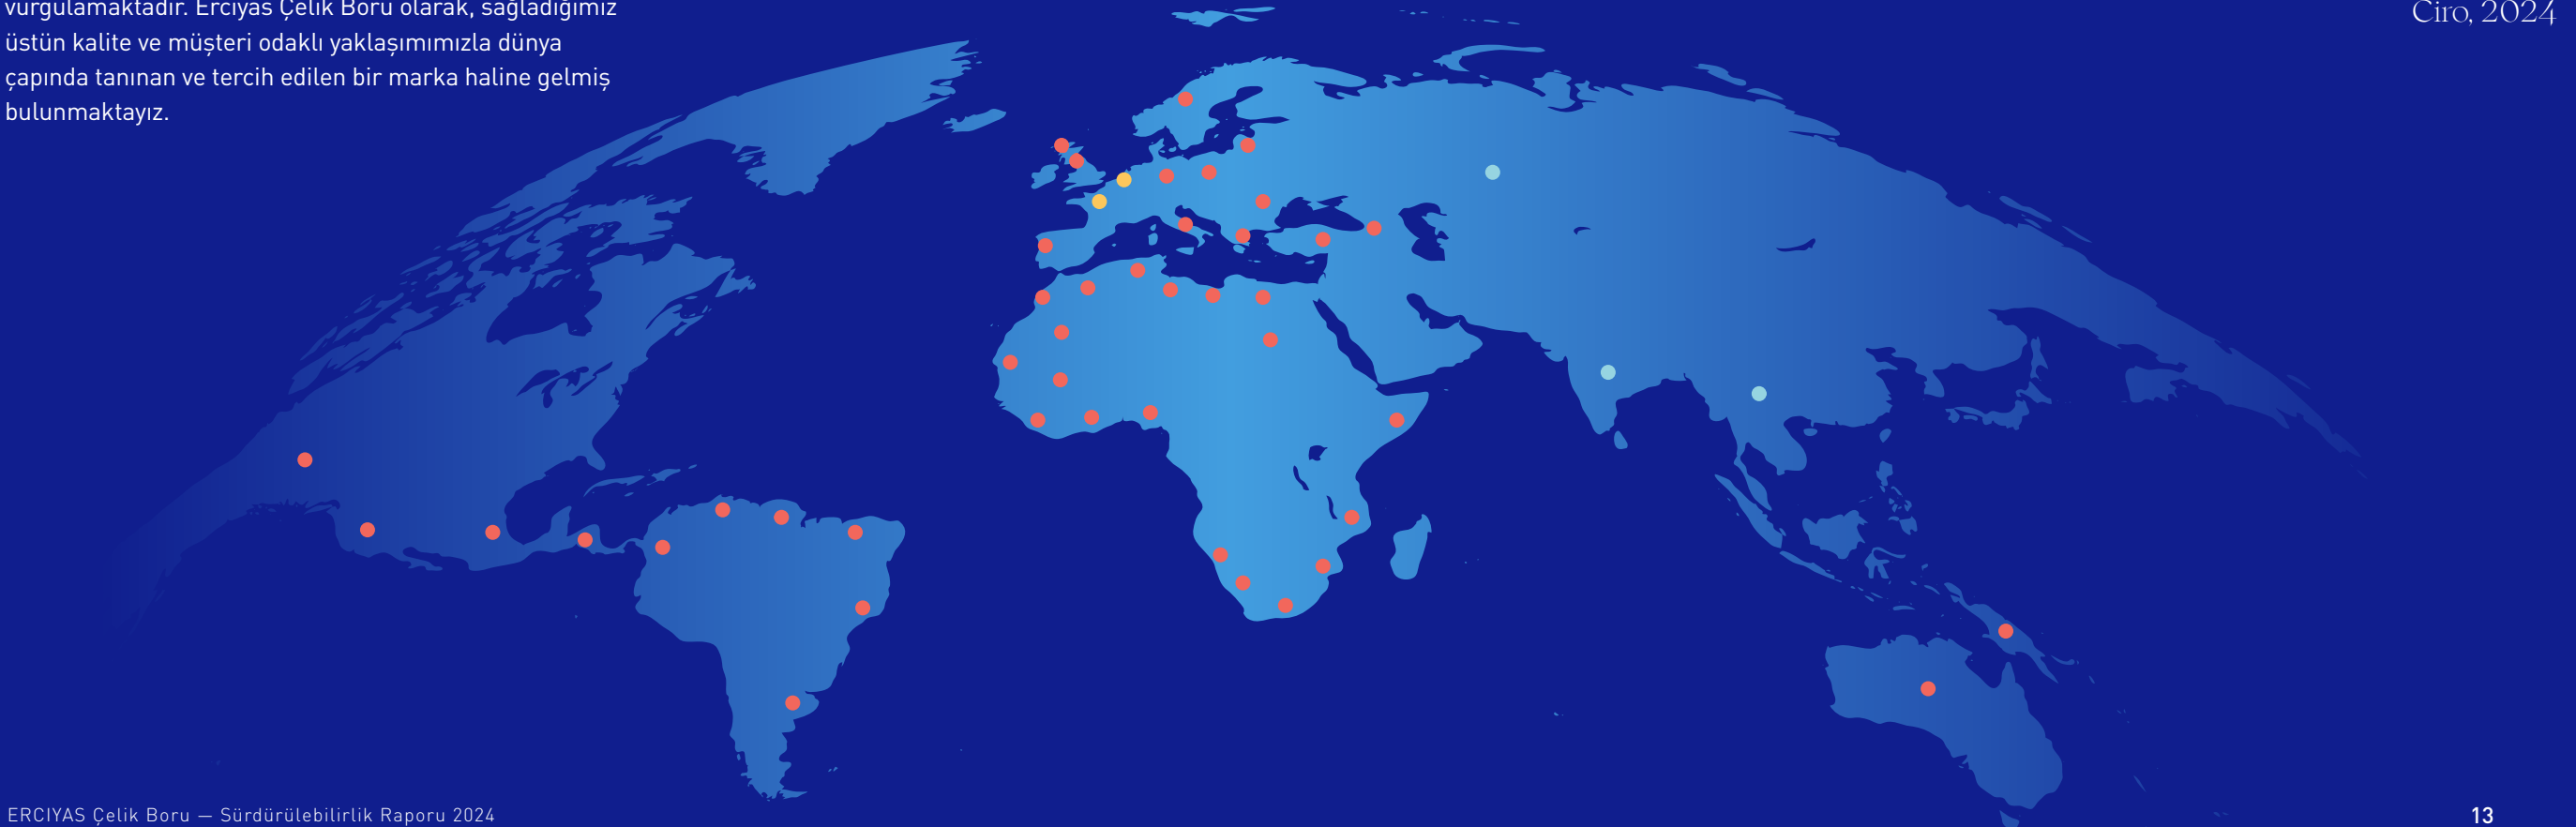 vurgulamaktadır. Erciyas Çelik Boru olarak, sağladığımız
üstün kalite ve müşteri odaklı yaklaşımımızla dünya
çapında tanınan ve tercih edilen bir marka haline gelmiş
bulunmaktayız.
Ciro, 2024
ERCIYAS Çelik Boru — Sürdürülebilirlik Raporu 2024
13